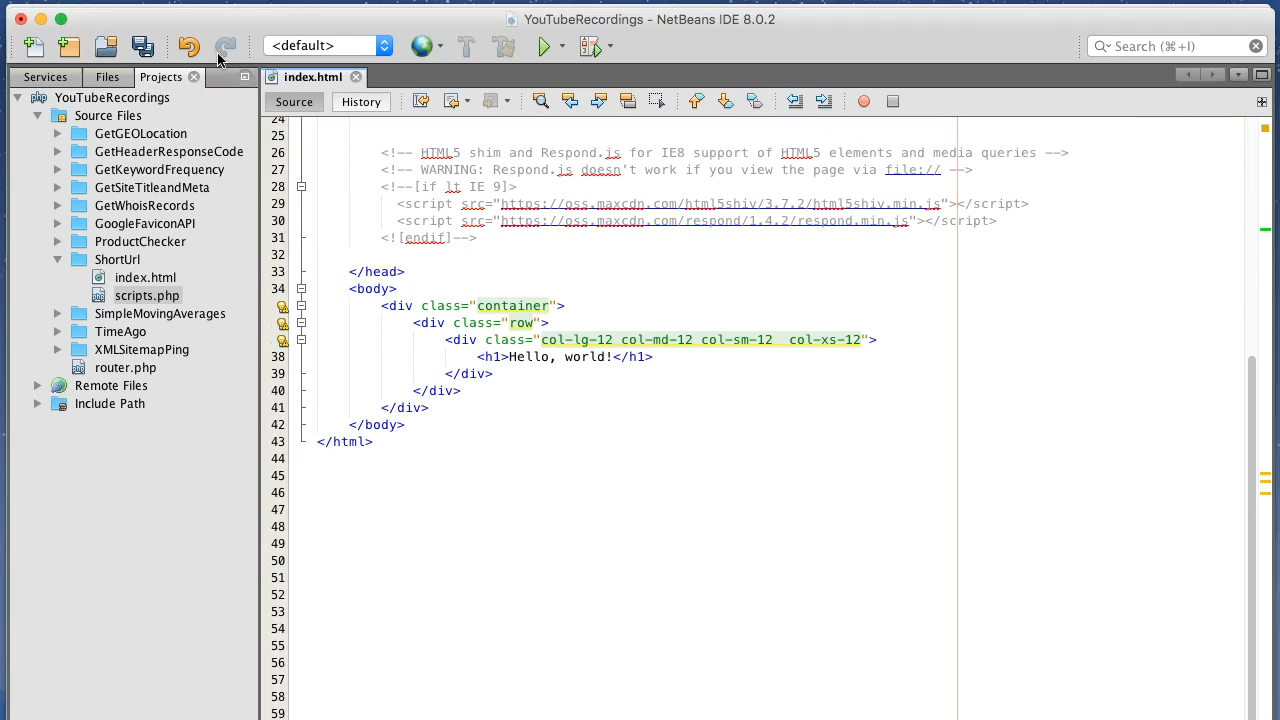 YouTubeRecordings - NetBeans IDE 8.0.2
<default>
Search (⌘+I)
Services
Files
Projects
index.html
YouTubeRecordings
Source Files
GetGEOLocation
GetHeaderResponseCode
GetKeywordFrequency
GetSiteTitleandMeta
GetWhoisRecords
GoogleFaviconAPI
ProductChecker
ShortUrl
index.html
scripts.php
SimpleMovingAverages
TimeAgo
XMLSitemapPing
router.php
Remote Files
Include Path
Source
History
24
25
26 <!-- HTML5 shim and Respond.js for IE8 support of HTML5 elements and media queries -->
27 <!-- WARNING: Respond.js doesn't work if you view the page via file:// -->
28 <!--[if lt IE 9]>
29 <script src="https://oss.maxcdn.com/html5shiv/3.7.2/html5shiv.min.js"></script>
30 <script src="https://oss.maxcdn.com/respond/1.4.2/respond.min.js"></script>
31 <![endif]-->
32
33 </head>
34 <body>
<div class="container">
<div class="row">
<div class="col-lg-12 col-md-12 col-sm-12  col-xs-12">
38 <h1>Hello, world!</h1>
39 </div>
40 </div>
41 </div>
42 </body>
43 </html>
44
45
46
47
48
49
50
51
52
53
54
55
56
57
58
59